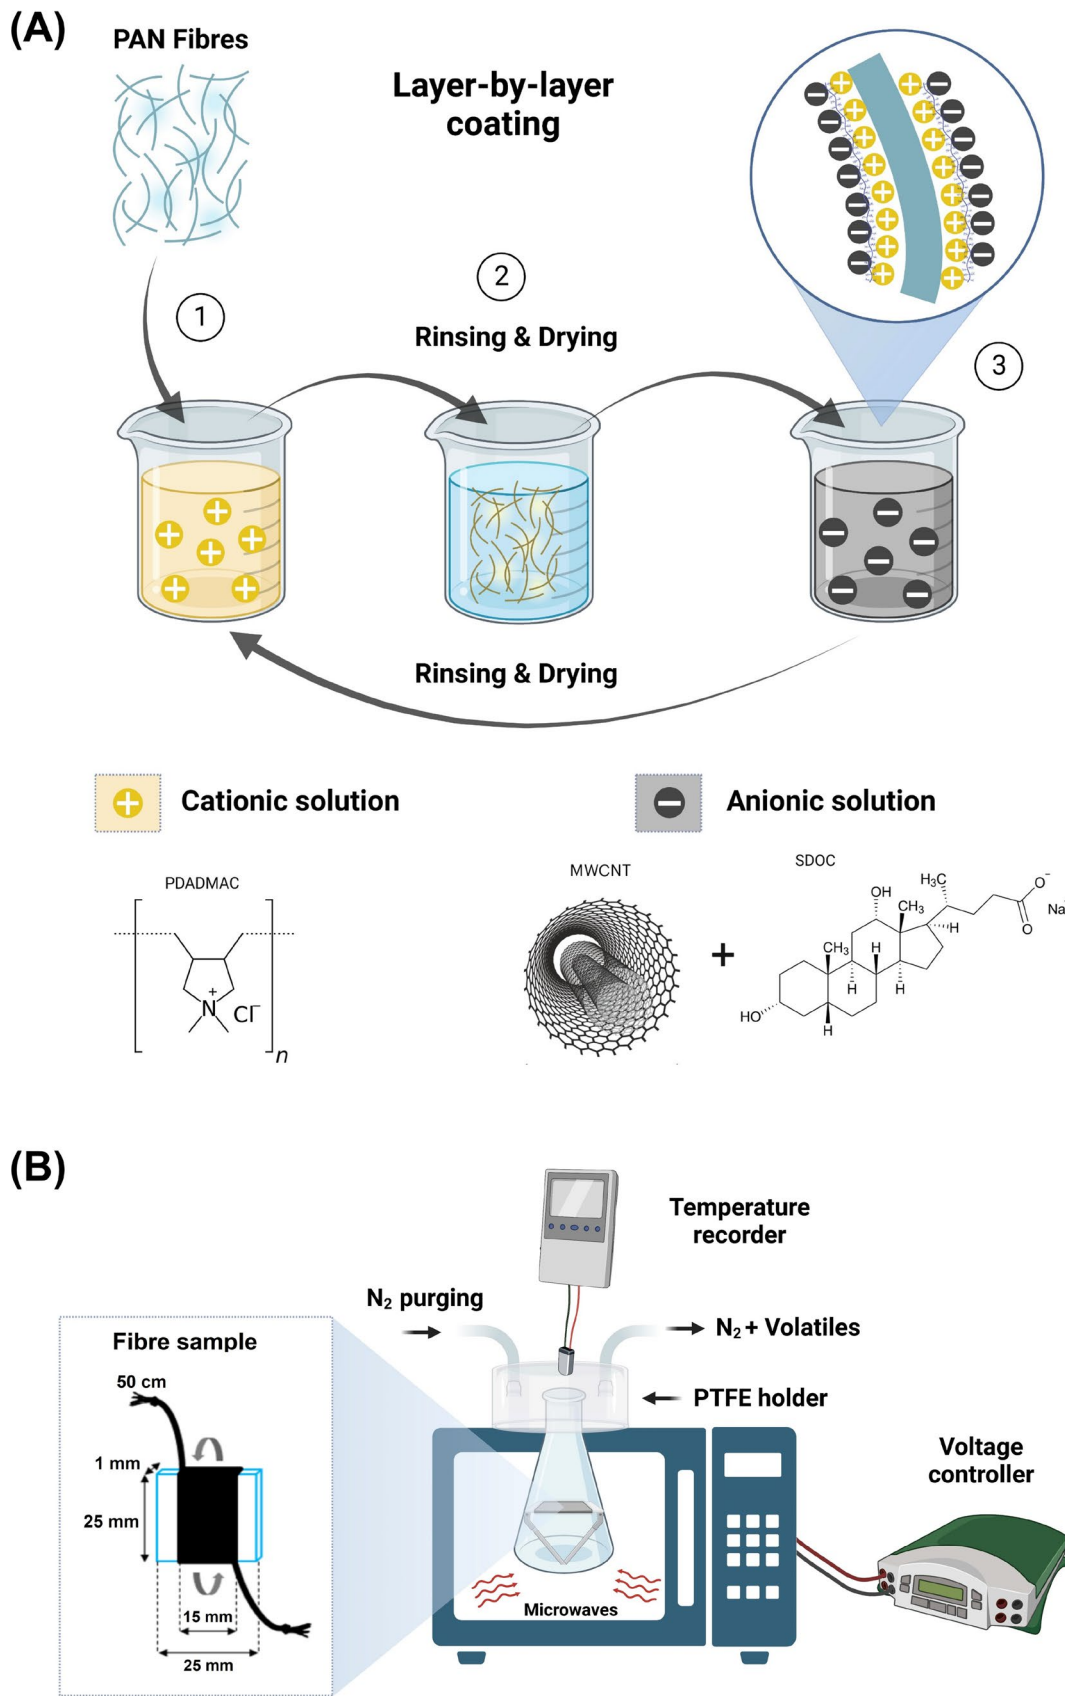 (A)
PAN Fibres
Layer-by-layer
coating
1
2
Rinsing & Drying
3
Rinsing & Drying
Cationic solution
Anionic solution
PDADMAC
N
+
Cl⁻
n
MWCNT
+
SDOC
H₃C
O⁻
Na
O
OH
CH₃
H
CH₃
H
H
H
HO
H
(B)
Temperature
recorder
N₂ purging
N₂ + Volatiles
PTFE holder
Fibre sample
50 cm
1 mm
25 mm
15 mm
25 mm
Microwaves
Voltage
controller